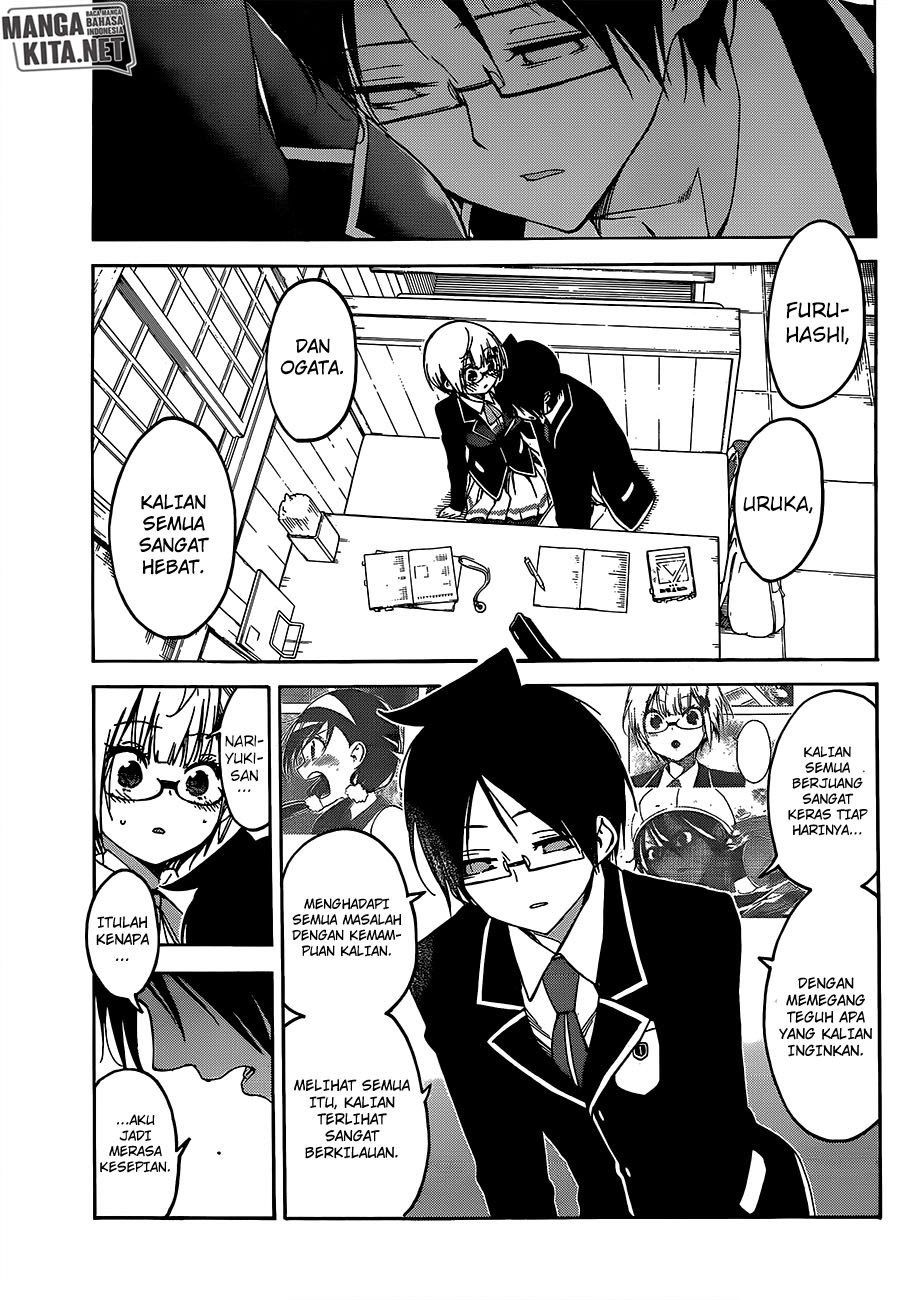 MANGA
KITA.NET
BACA MANGA
BAHASA
INDONESIA
FURU-
HASHI,
URUKA,
DAN
OGATA.
KALIAN
SEMUA
SANGAT
HEBAT.
KALIAN
SEMUA
BERJUANG
SANGAT
KERAS TIAP
HARINYA...
DENGAN
MEMEGANG
TEGUH APA
YANG KALIAN
INGINKAN.
MENGHADAPI
SEMUA MASALAH
DENGAN KEMAM-
PUAN KALIAN.
MELIHAT SEMUA
ITU, KALIAN
TERLIHAT
SANGAT
BERKILAUAN.
NARI-
YUKI-
SAN
...
ITULAH
KENAPA
...
...AKU
JADI
MERASA
KESEPIAN.